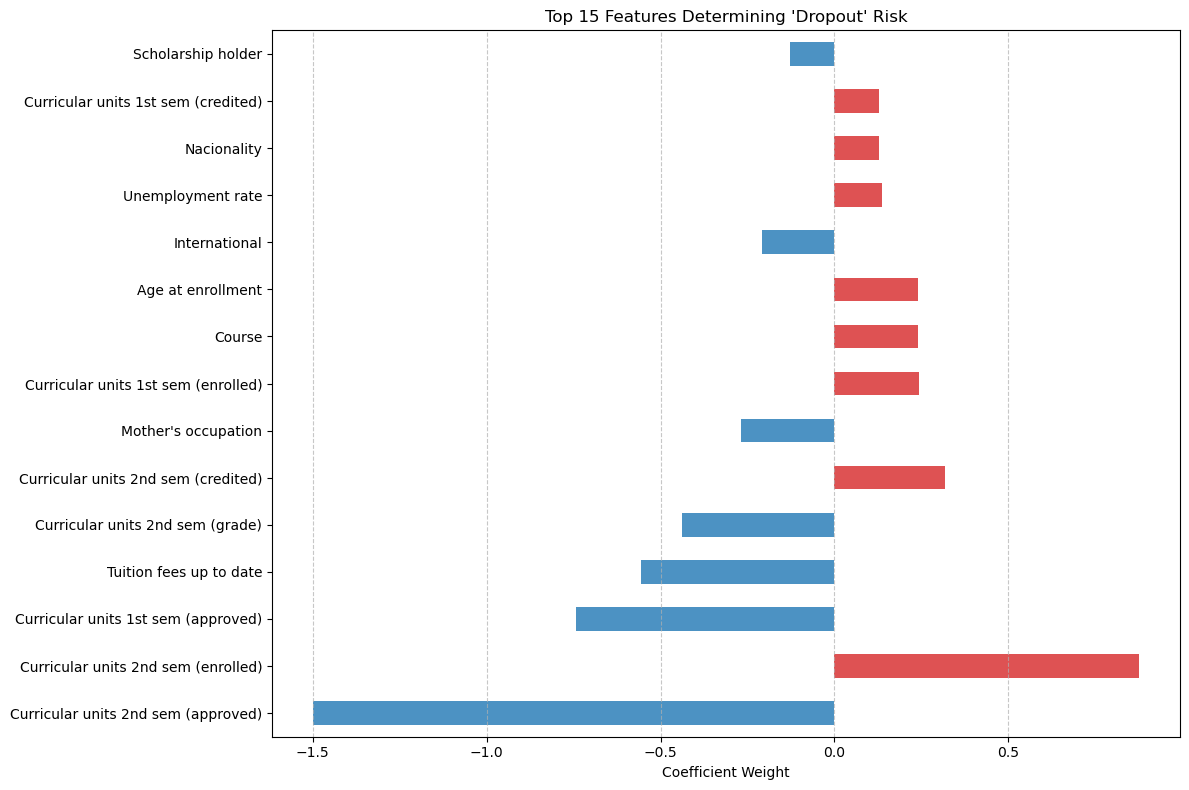 Top 15 Features Determining 'Dropout' Risk
Scholarship holder
Curricular units 1st sem (credited)
Nacionality
Unemployment rate
International
Age at enrollment
Course
Curricular units 1st sem (enrolled)
Mother's occupation
Curricular units 2nd sem (credited)
Curricular units 2nd sem (grade)
Tuition fees up to date
Curricular units 1st sem (approved)
Curricular units 2nd sem (enrolled)
Curricular units 2nd sem (approved)
−1.5 −1.0 −0.5 0.0 0.5
Coefficient Weight